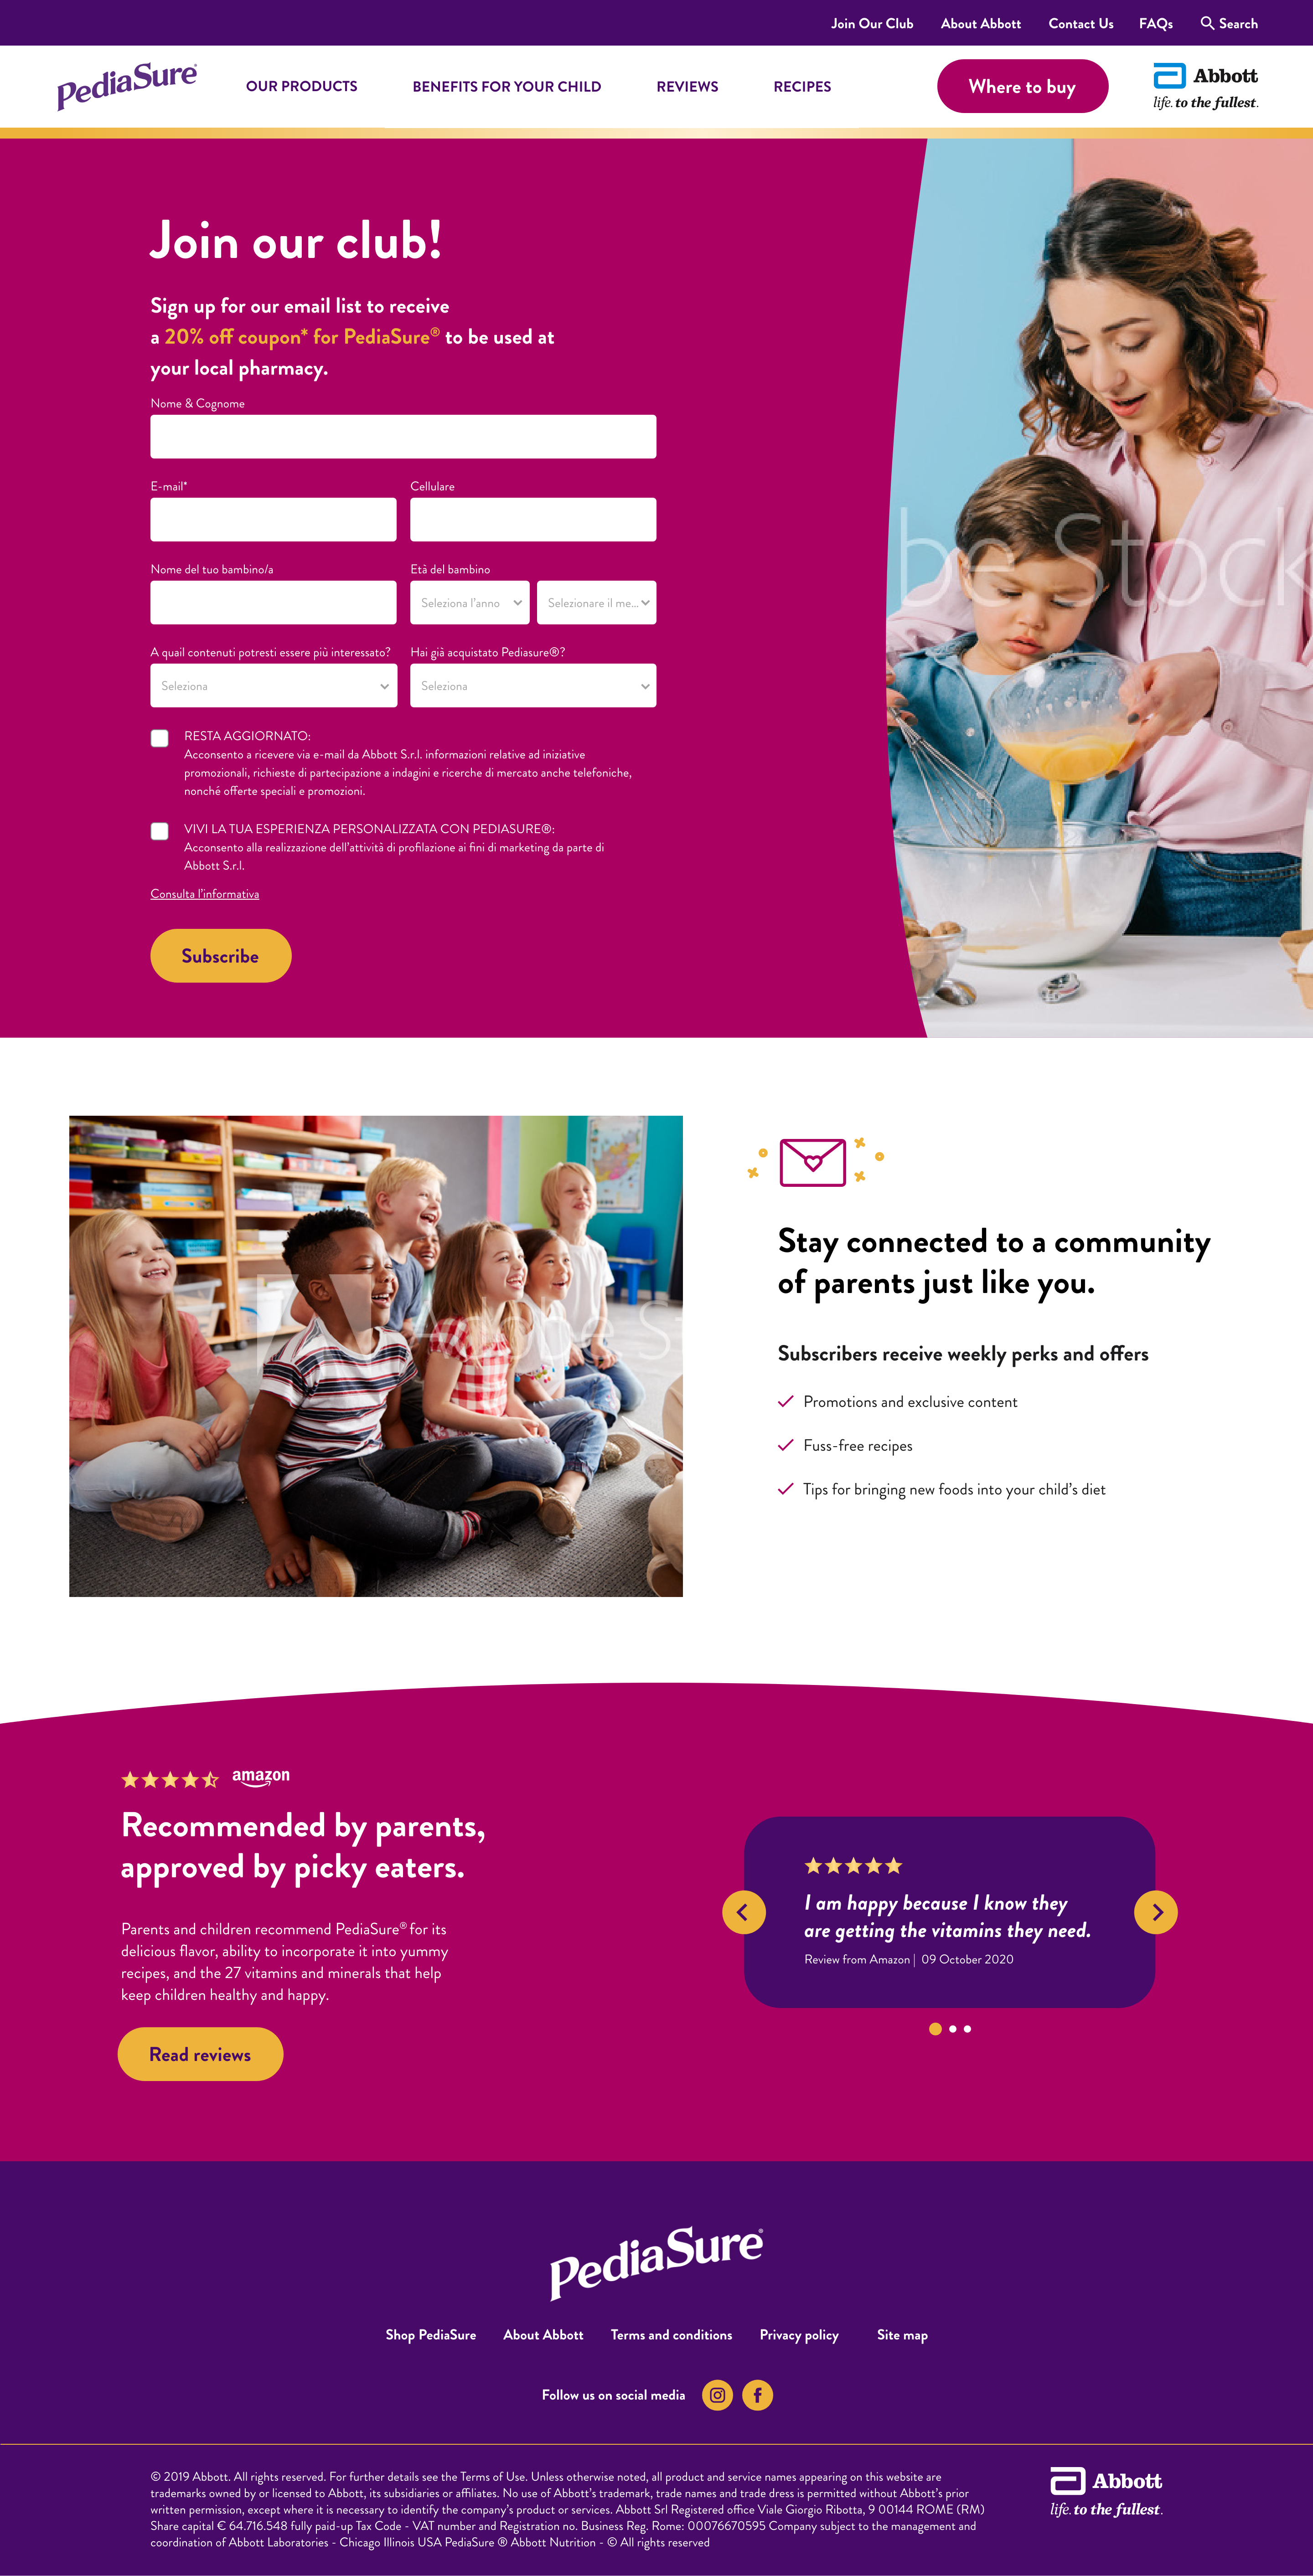 Join Our Club About Abbott Contact Us FAQs Search
PediaSure® OUR PRODUCTS BENEFITS FOR YOUR CHILD REVIEWS RECIPES Where to buy Abbott
life. to the fullest.
Join our club!
Sign up for our email list to receive
a 20% off coupon* for PediaSure® to be used at
your local pharmacy.
Nome & Cognome
E-mail* Cellulare
Nome del tuo bambino/a Età del bambino
Seleziona l'anno Selezionare il me...
A quail contenuti potresti essere più interessato? Hai già acquistato Pediasure®?
Seleziona Seleziona
RESTA AGGIORNATO:
Acconsento a ricevere via e-mail da Abbott S.r.l. informazioni relative ad iniziative
promozionali, richieste di partecipazione a indagini e ricerche di mercato anche telefoniche,
nonché offerte speciali e promozioni.
VIVI LA TUA ESPERIENZA PERSONALIZZATA CON PEDIASURE®:
Acconsento alla realizzazione dell'attività di profilazione ai fini di marketing da parte di
Abbott S.r.l.
Consulta l'informativa
Subscribe
be Stock
Stay connected to a community
of parents just like you.
Subscribers receive weekly perks and offers
Promotions and exclusive content
Fuss-free recipes
Tips for bringing new foods into your child's diet
amazon
Recommended by parents,
approved by picky eaters.
Parents and children recommend PediaSure® for its
delicious flavor, ability to incorporate it into yummy
recipes, and the 27 vitamins and minerals that help
keep children healthy and happy.
Read reviews
I am happy because I know they
are getting the vitamins they need.
Review from Amazon | 09 October 2020
PediaSure®
Shop PediaSure About Abbott Terms and conditions Privacy policy Site map
Follow us on social media
© 2019 Abbott. All rights reserved. For further details see the Terms of Use. Unless otherwise noted, all product and service names appearing on this website are
trademarks owned by or licensed to Abbott, its subsidiaries or affiliates. No use of Abbott's trademark, trade names and trade dress is permitted without Abbott's prior
written permission, except where it is necessary to identify the company's product or services. Abbott Srl Registered office Viale Giorgio Ribotta, 9 00144 ROME (RM)
Share capital € 64.716.548 fully paid-up Tax Code - VAT number and Registration no. Business Reg. Rome: 00076670595 Company subject to the management and
coordination of Abbott Laboratories - Chicago Illinois USA PediaSure ® Abbott Nutrition - © All rights reserved
Abbott
life. to the fullest.